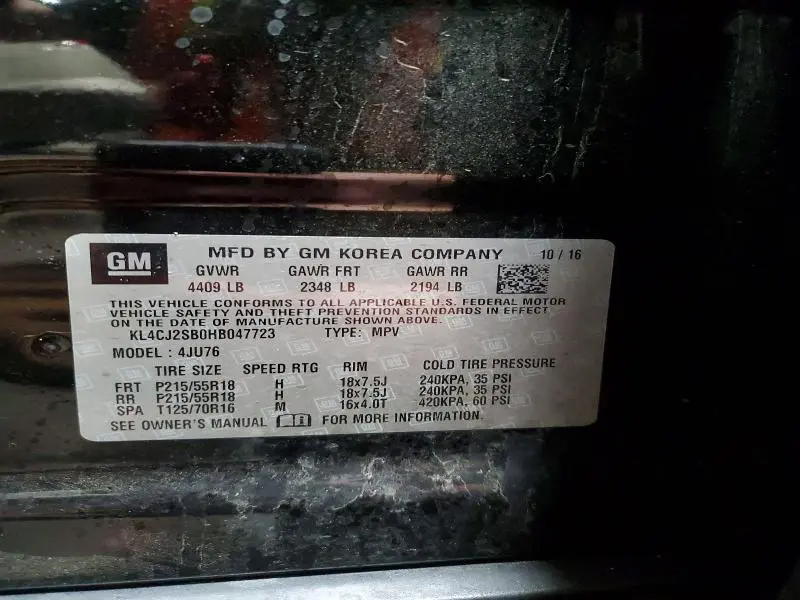 GM MFD BY GM KOREA COMPANY 10 / 16
GVWR GAWR FRT GAWR RR
4409 LB 2348 LB 2194 LB
THIS VEHICLE CONFORMS TO ALL APPLICABLE U.S. FEDERAL MOTOR
VEHICLE SAFETY AND THEFT PREVENTION STANDARDS IN EFFECT
ON THE DATE OF MANUFACTURE SHOWN ABOVE.
KL4CJ2SB0HB047723 TYPE: MPV
MODEL : 4JU76
TIRE SIZE SPEED RTG RIM COLD TIRE PRESSURE
FRT P215/55R18 H 18x7.5J 240KPA, 35 PSI
RR P215/55R18 H 18x7.5J 240KPA, 35 PSI
SPA T125/70R16 M 16x4.0T 420KPA, 60 PSI
SEE OWNER'S MANUAL FOR MORE INFORMATION.